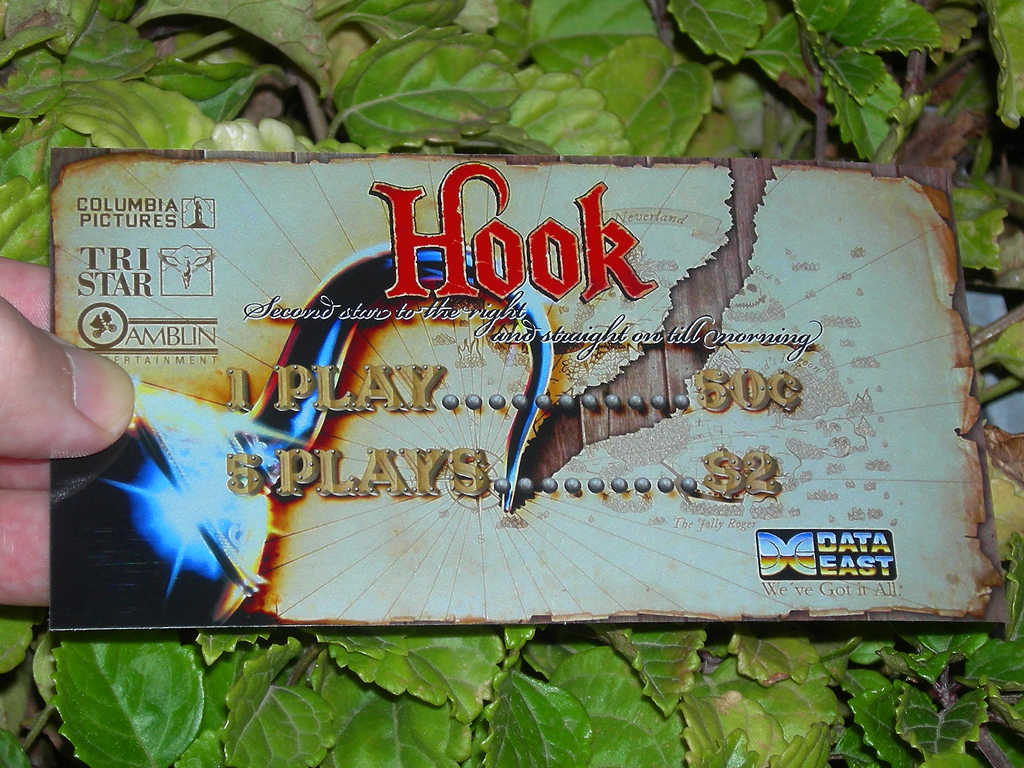 COLUMBIA
PICTURES
TRI
STAR
AMBLIN
ERTAINMENT
Hook
Neverland
Second star to the right
and straight on till morning
1 PLAY............50¢
5 PLAYS.........$2
The Jolly Roger
S
DATA
EAST
We've Got it All!